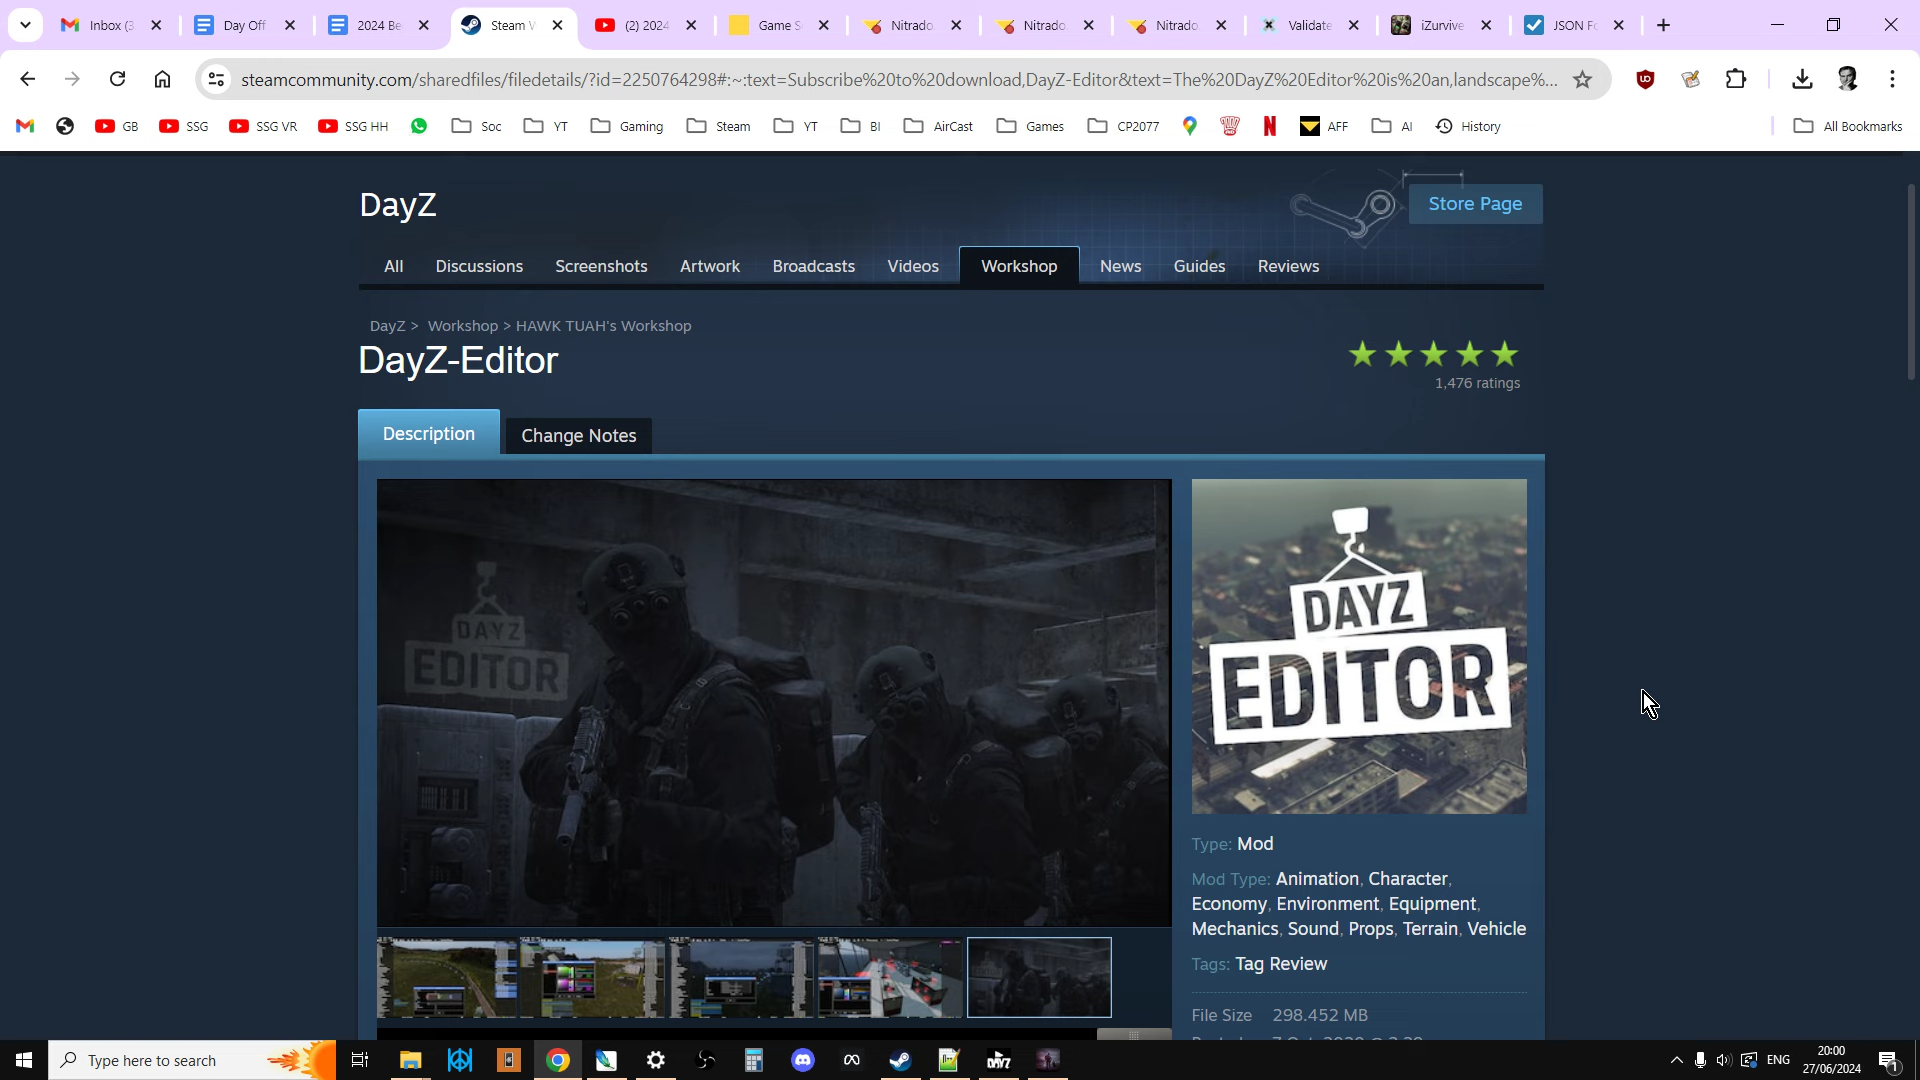 Inbox (3
Day Off
2024 Be
Steam W
(2) 2024
Game S
Nitrado
Nitrado
Nitrado
Validate
iZurvive
JSON Fo
steamcommunity.com/sharedfiles/filedetails/?id=2250764298#:~:text=Subscribe%20to%20download,DayZ-Editor&text=The%20DayZ%20Editor%20is%20an,landscape%...
GB
SSG
SSG VR
SSG HH
Soc
YT
Gaming
Steam
YT
BI
AirCast
Games
CP2077
AFF
AI
History
All Bookmarks
DayZ
Store Page
All
Discussions
Screenshots
Artwork
Broadcasts
Videos
Workshop
News
Guides
Reviews
DayZ > Workshop > HAWK TUAH's Workshop
DayZ-Editor
1,476 ratings
Description
Change Notes
DAYZ
EDITOR
DAYZ
EDITOR
Type: Mod
Mod Type: Animation, Character,
Economy, Environment, Equipment,
Mechanics, Sound, Props, Terrain, Vehicle
Tags: Tag Review
File Size 298.452 MB
Type here to search
DAYZ
ENG
20:00
27/06/2024
1